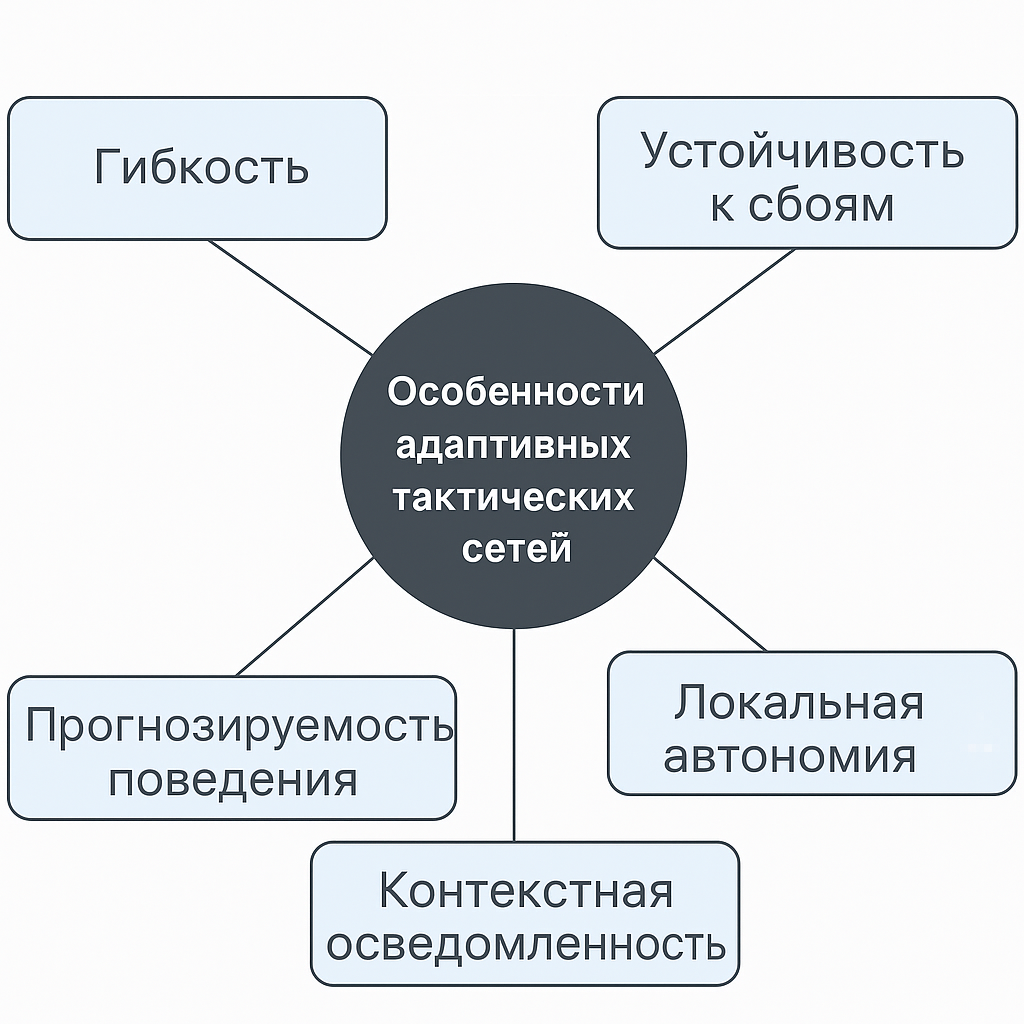 Гибкость
Устойчивость
к сбоям
Особенности
адаптивных
тактических
сетей
Прогнозируемость
поведения
Локальная
автономия
Контекстная
осведомленность